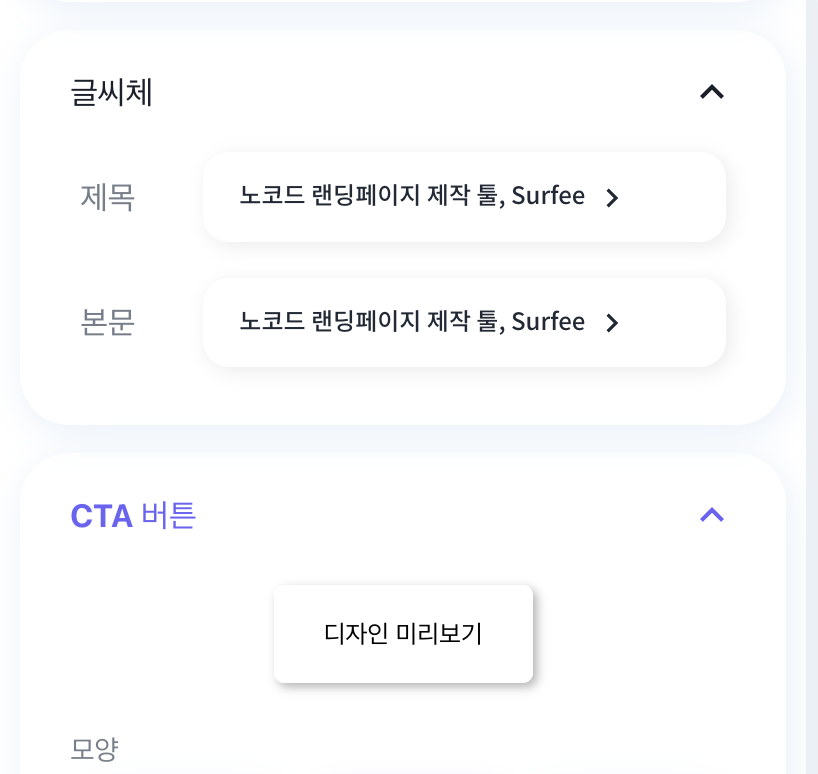 글씨체
제목
노코드 랜딩페이지 제작 툴, Surfee
본문
노코드 랜딩페이지 제작 툴, Surfee
CTA 버튼
디자인 미리보기
모양